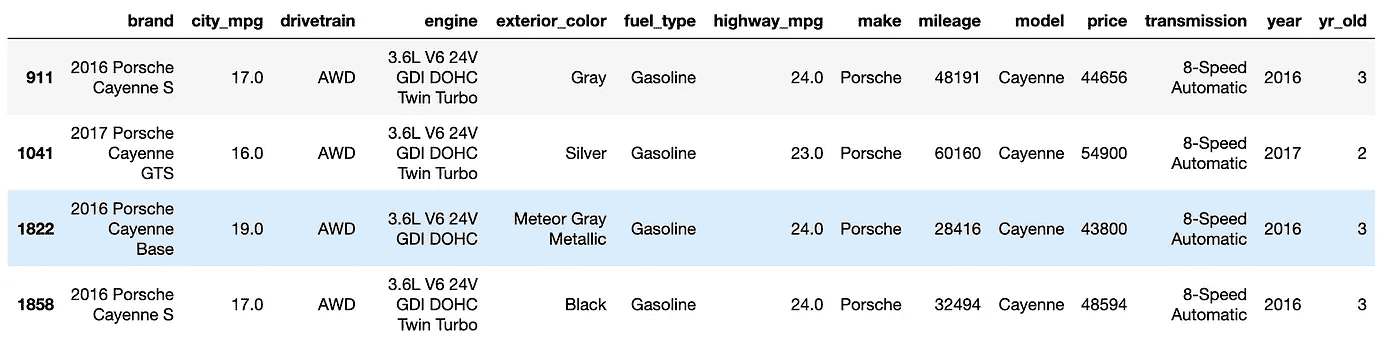 brand city_mpg drivetrain engine exterior_color fuel_type highway_mpg make mileage model price transmission year yr_old
911 2016 Porsche Cayenne S 17.0 AWD 3.6L V6 24V GDI DOHC Twin Turbo Gray Gasoline 24.0 Porsche 48191 Cayenne 44656 8-Speed Automatic 2016 3
1041 2017 Porsche Cayenne GTS 16.0 AWD 3.6L V6 24V GDI DOHC Twin Turbo Silver Gasoline 23.0 Porsche 60160 Cayenne 54900 8-Speed Automatic 2017 2
1822 2016 Porsche Cayenne Base 19.0 AWD 3.6L V6 24V GDI DOHC Meteor Gray Metallic Gasoline 24.0 Porsche 28416 Cayenne 43800 8-Speed Automatic 2016 3
1858 2016 Porsche Cayenne S 17.0 AWD 3.6L V6 24V GDI DOHC Twin Turbo Black Gasoline 24.0 Porsche 32494 Cayenne 48594 8-Speed Automatic 2016 3